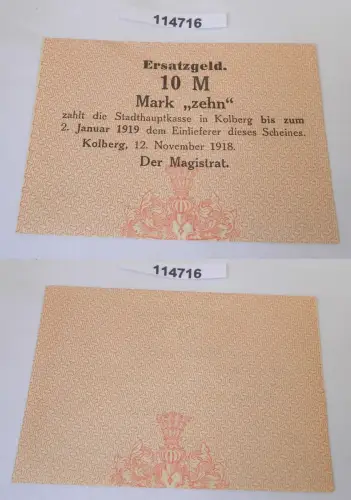 114716
Ersatzgeld.
10 M
Mark „zehn“
zahlt die Stadthauptkasse in Kolberg bis zum
2. Januar 1919 dem Einlieferer dieses Scheines.
Kolberg, 12. November 1918.
Der Magistrat.
114716